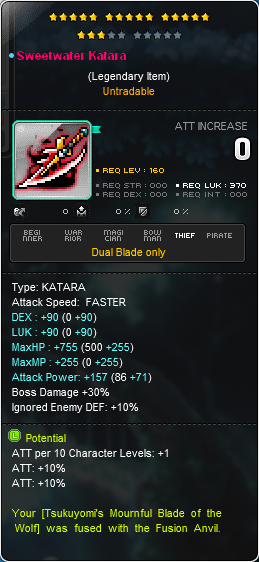 Sweetwater Katara
(Legendary Item)
Untradable
ATT INCREASE
0
REQ LEV : 160
REQ STR : 000
REQ LUK : 370
REQ DEX : 000
REQ INT : 000
0
0 %
0 %
BEGINNER
WARRIOR
MAGICIAN
BOWMAN
THIEF
PIRATE
Dual Blade only
Type: KATARA
Attack Speed: FASTER
DEX : +90 (0 +90)
LUK : +90 (0 +90)
MaxHP : +755 (500 +255)
MaxMP : +255 (0 +255)
Attack Power: +157 (86 +71)
Boss Damage +30%
Ignored Enemy DEF: +10%
L Potential
ATT per 10 Character Levels: +1
ATT: +10%
ATT: +10%
Your [Tsukuyomi's Mournful Blade of the
Wolf] was fused with the Fusion Anvil.